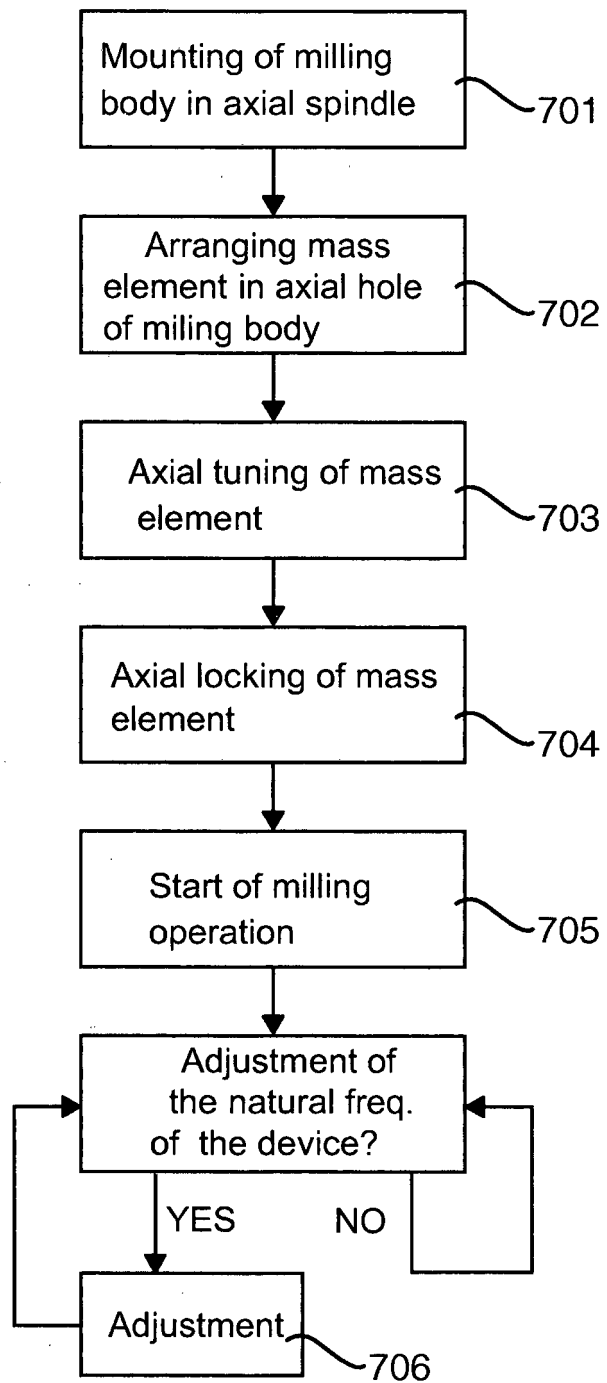 Mounting of milling
body in axial spindle
701
Arranging mass
element in axial hole
of miling body
702
Axial tuning of mass
element
703
Axial locking of mass
element
704
Start of milling
operation
705
Adjustment of
the natural freq.
of the device?
YES
NO
Adjustment
706